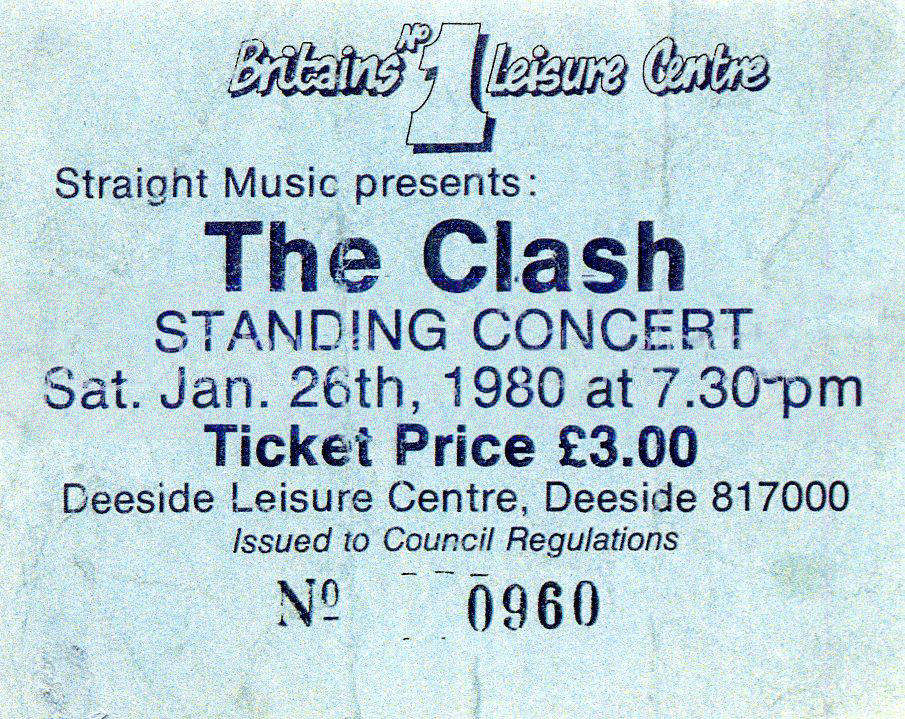 Britains No 1 Leisure Centre
Straight Music presents:
The Clash
STANDING CONCERT
Sat. Jan. 26th, 1980 at 7.30 pm
Ticket Price £3.00
Deeside Leisure Centre, Deeside 817000
Issued to Council Regulations
Nº 0960